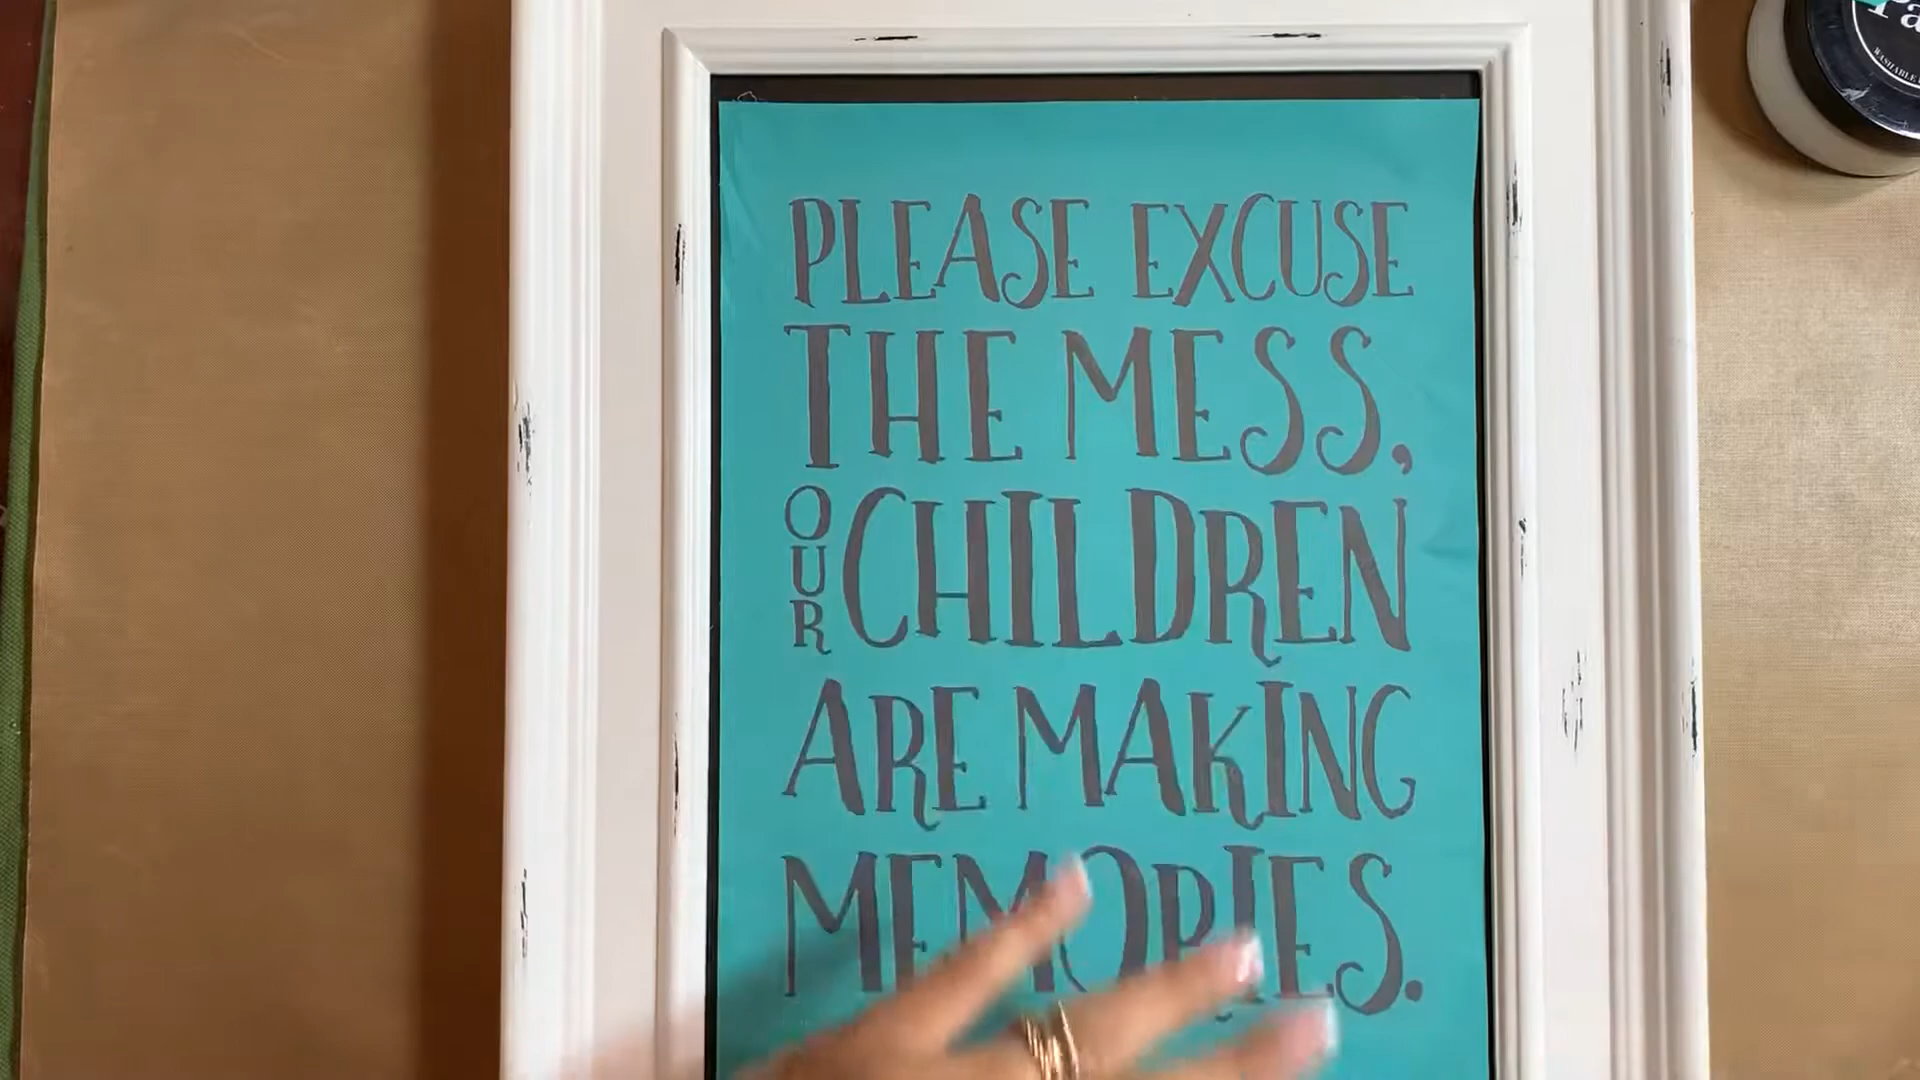 PLEASE EXCUSE
THE MESS,
OUR CHILDREN
ARE MAKING
MEMORIES.